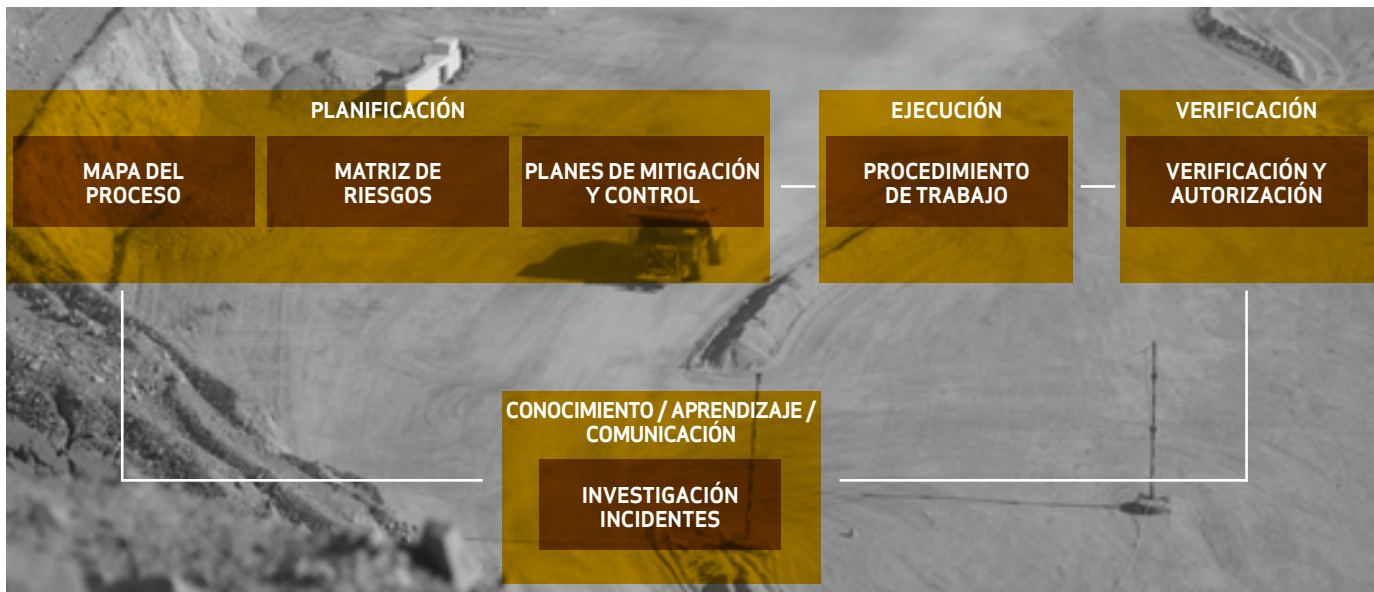 PLANIFICACIÓN
MAPA DEL
PROCESO
MATRIZ DE
RIESGOS
PLANES DE MITIGACIÓN
Y CONTROL
EJECUCIÓN
PROCEDIMIENTO
DE TRABAJO
VERIFICACIÓN
VERIFICACIÓN Y
AUTORIZACIÓN
CONOCIMIENTO / APRENDIZAJE /
COMUNICACIÓN
INVESTIGACIÓN
INCIDENTES